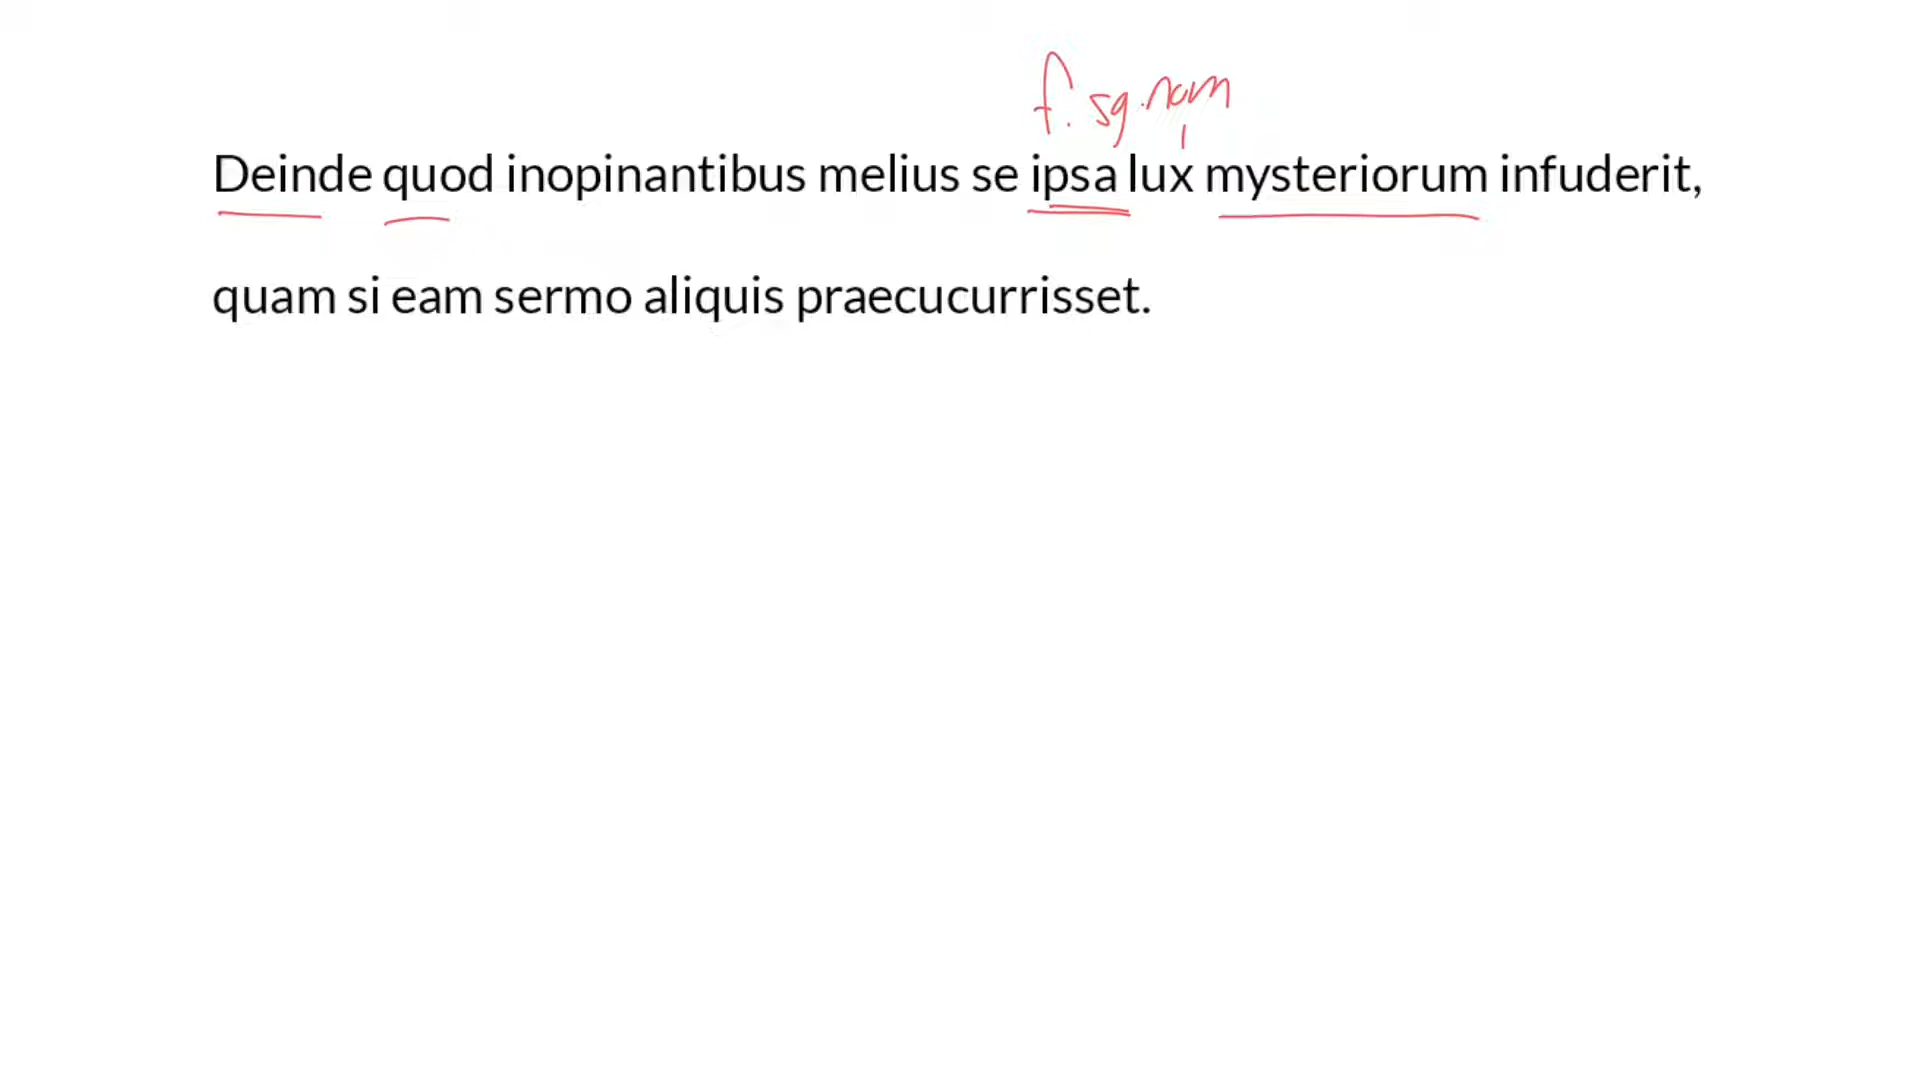 f. sg. nom
Deinde quod inopinantibus melius se ipsa lux mysteriorum infuderit,
quam si eam sermo aliquis praecucurrisset.